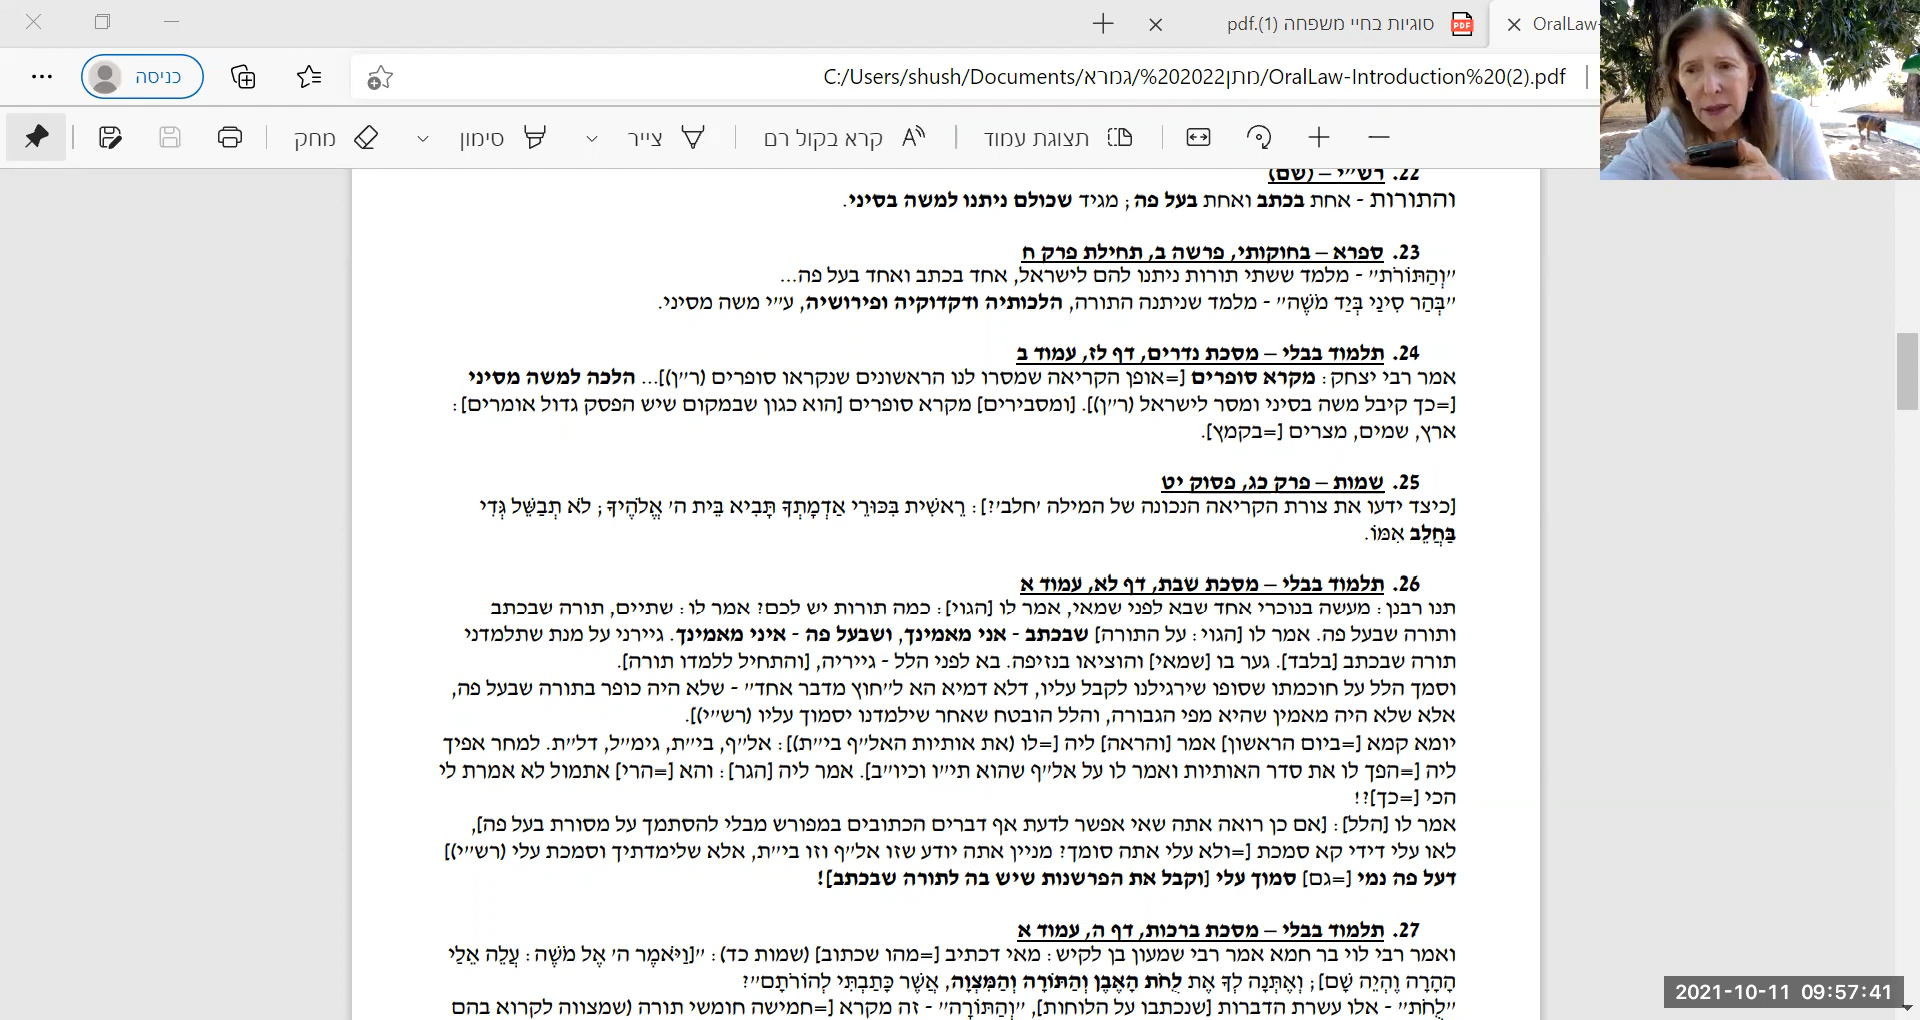 סוגיות בחיי משפחה (1).pdf
OralLaw-
כניסה
C:/Users/shush/Documents/גמרא/%202022מתן/OralLaw-Introduction%20(2).pdf
תצוגת עמוד
קרא בקול רם
צייר
סימון
מחק
22. רש״י – (שם)
והתורות - אחת בכתב ואחת בעל פה; מגיד שכולם ניתנו למשה בסיני.
23. ספרא – בחוקותי, פרשה ב, תחילת פרק ח
״וְהַתּוֹרֹת״ - מלמד ששתי תורות ניתנו להם לישראל, אחד בכתב ואחד בעל פה...
״בְּהַר סִינַי בְּיַד מֹשֶׁה״ - מלמד שניתנה התורה, הלכותיה ודקדוקיה ופירושיה, ע״י משה מסיני.
24. תלמוד בבלי – מסכת נדרים, דף לז, עמוד ב
אמר רבי יצחק: מקרא סופרים [=אופן הקריאה שמסרו לנו הראשונים שנקראו סופרים (ר״ן)]... הלכה למשה מסיני
[=כך קיבל משה בסיני ומסר לישראל (ר״ן)]. [ומסבירים] מקרא סופרים [הוא כגון שבמקום שיש הפסק גדול אומרים]:
ארץ, שמים, מצרים [=בקמץ].
25. שמות – פרק כג, פסוק יט
[כיצד ידעו את צורת הקריאה הנכונה של המילה 'חלב'?]: רֵאשִׁית בִּכּוּרֵי אַדְמָתְךָ תָּבִיא בֵּית ה' אֱלֹהֶיךָ; לֹא תְבַשֵּׁל גְּדִי
בַּחֲלֵב אִמּוֹ.
26. תלמוד בבלי – מסכת שבת, דף לא, עמוד א
תנו רבנן: מעשה בנוכרי אחד שבא לפני שמאי, אמר לו [הגוי]: כמה תורות יש לכם? אמר לו: שתיים, תורה שבכתב
ותורה שבעל פה. אמר לו [הגוי: על התורה] שבכתב - אני מאמינך, ושבעל פה - איני מאמינך. גיירני על מנת שתלמדני
תורה שבכתב [בלבד]. גער בו [שמאי] והוציאו בנזיפה. בא לפני הלל - גייריה, [והתחיל ללמדו תורה].
וסמך הלל על חוכמתו שסופו שירגילנו לקבל עליו, דלא דמיא הא ל״חוץ מדבר אחד״ - שלא היה כופר בתורה שבעל פה,
אלא שלא היה מאמין שהיא מפי הגבורה, והלל הובטח שאחר שילמדנו יסמוך עליו (רש״י)].
יומא קמא [=ביום הראשון] אמר [והראה] ליה [=לו (את אותיות האל״ף בי״ת)]: אל״ף, בי״ת, גימ״ל, דל״ת. למחר אפיך
ליה [=הפך לו את סדר האותיות ואמר לו על אל״ף שהוא תי״ו וכיו״ב]. אמר ליה [הגר]: והא [=הרי] אתמול לא אמרת לי
הכי [=כך]?!
אמר לו [הלל]: [אם כן רואה אתה שאי אפשר לדעת אף דברים הכתובים במפורש מבלי להסתמך על מסורת בעל פה],
לאו עלי דידי קא סמכת [=ולא עלי אתה סומך? מניין אתה יודע שזו אל״ף וזו בי״ת, אלא שלימדתיך וסמכת עלי (רש״י)]
דעל פה נמי [=גם] סמוך עלי [וקבל את הפרשנות שיש בה לתורה שבכתב]!
27. תלמוד בבלי – מסכת ברכות, דף ה, עמוד א
ואמר רבי לוי בר חמא אמר רבי שמעון בן לקיש: מאי דכתיב [=מהו שכתוב] (שמות כד): ״[וַיֹּאמֶר ה' אֶל מֹשֶׁה: עֲלֵה אֵלַי
הָהָרָה וֶהְיֵה שָׁם]; וְאֶתְּנָה לְךָ אֶת לֻחֹת הָאֶבֶן וְהַתּוֹרָה וְהַמִּצְוָה, אֲשֶׁר כָּתַבְתִּי לְהוֹרֹתָם״?
״לֻחֹת״ - אלו עשרת הדברות [שנכתבו על הלוחות], ״וְהַתּוֹרָה״ - זה מקרא [=חמישה חומשי תורה (שמצווה לקרוא בהם
2021-10-11 09:57:41